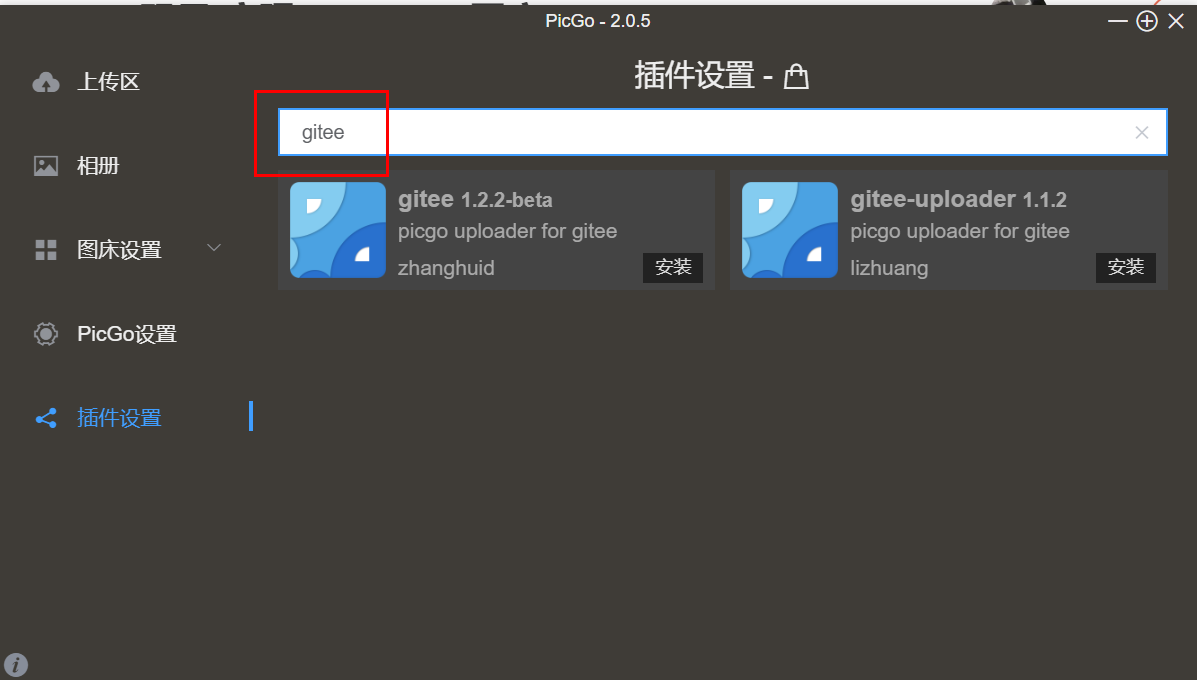 PicGo - 2.0.5
上传区
相册
图床设置
PicGo设置
插件设置
插件设置 -
gitee
gitee 1.2.2-beta
picgo uploader for gitee
zhanghuid
安装
gitee-uploader 1.1.2
picgo uploader for gitee
lizhuang
安装